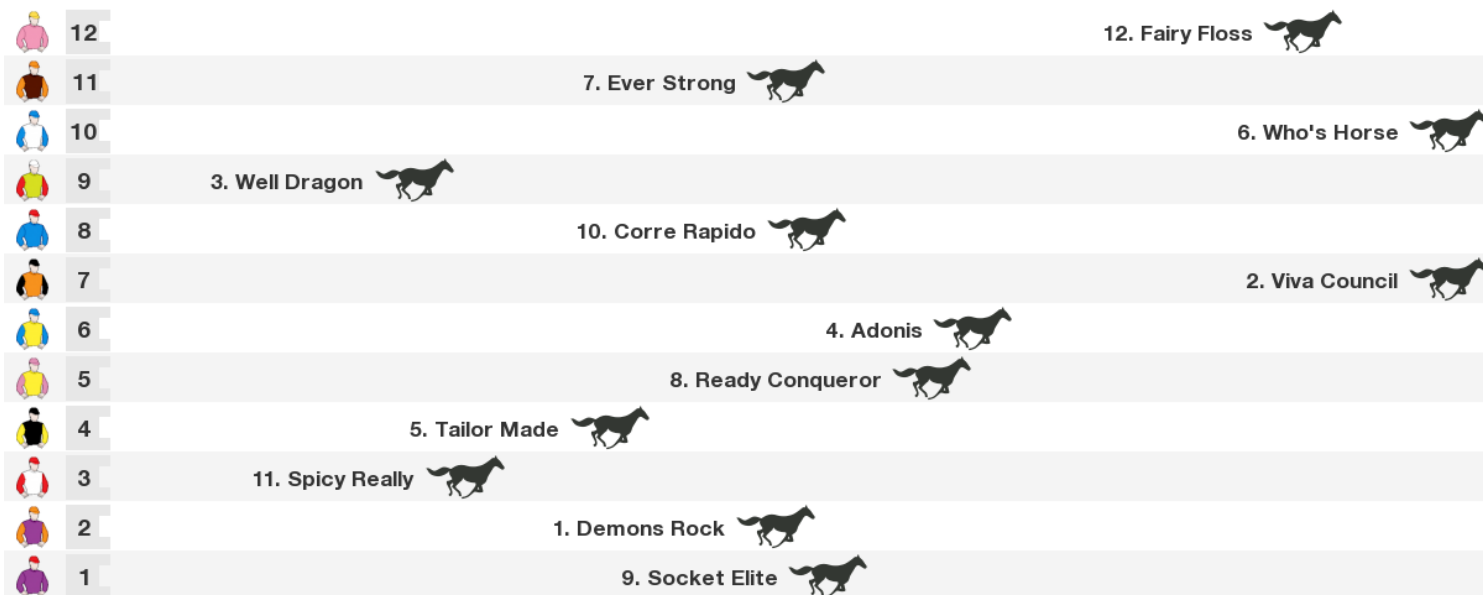 12 12. Fairy Floss
11 7. Ever Strong
10 6. Who's Horse
9 3. Well Dragon
8 10. Corre Rapido
7 2. Viva Council
6 4. Adonis
5 8. Ready Conqueror
4 5. Tailor Made
3 11. Spicy Really
2 1. Demons Rock
1 9. Socket Elite